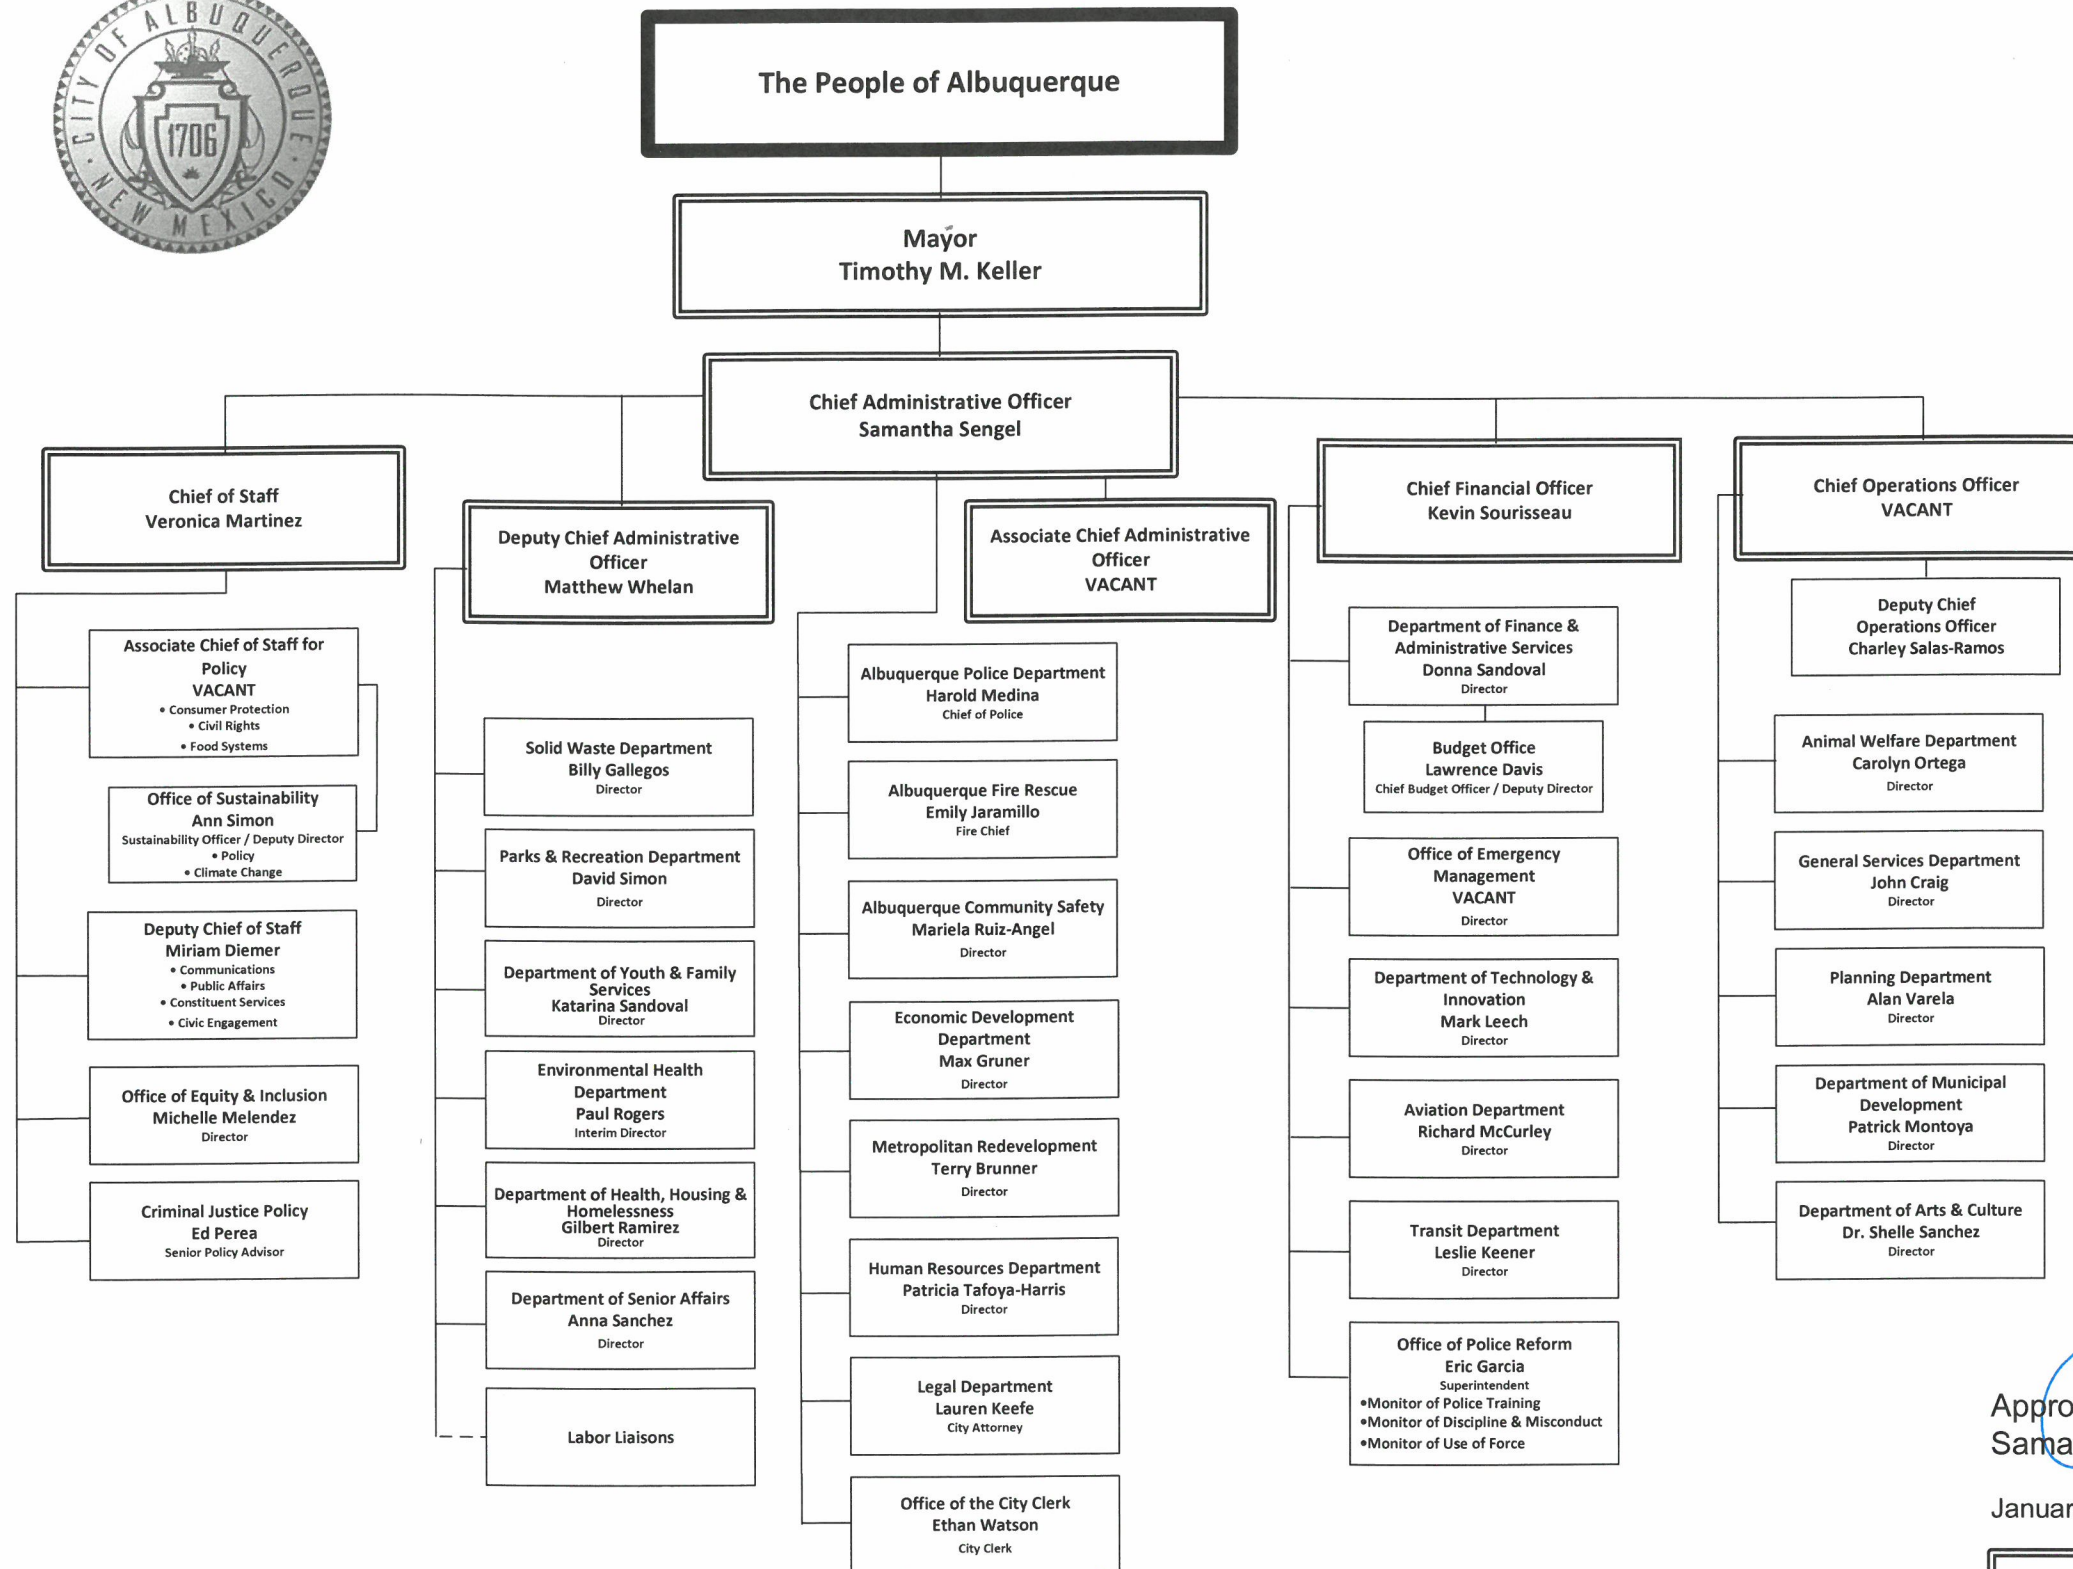 CITY OF ALBUQUERQUE
NEW MEXICO
1706
The People of Albuquerque
Mayor
Timothy M. Keller
Chief Administrative Officer
Samantha Sengel
Chief of Staff
Veronica Martinez
Associate Chief of Staff for
Policy
VACANT
• Consumer Protection
• Civil Rights
• Food Systems
Office of Sustainability
Ann Simon
Sustainability Officer / Deputy Director
• Policy
• Climate Change
Deputy Chief of Staff
Miriam Diemer
• Communications
• Public Affairs
• Constituent Services
• Civic Engagement
Office of Equity & Inclusion
Michelle Melendez
Director
Criminal Justice Policy
Ed Perea
Senior Policy Advisor
Deputy Chief Administrative
Officer
Matthew Whelan
Solid Waste Department
Billy Gallegos
Director
Parks & Recreation Department
David Simon
Director
Department of Youth & Family
Services
Katarina Sandoval
Director
Environmental Health
Department
Paul Rogers
Interim Director
Department of Health, Housing &
Homelessness
Gilbert Ramirez
Director
Department of Senior Affairs
Anna Sanchez
Director
Labor Liaisons
Associate Chief Administrative
Officer
VACANT
Albuquerque Police Department
Harold Medina
Chief of Police
Albuquerque Fire Rescue
Emily Jaramillo
Fire Chief
Albuquerque Community Safety
Mariela Ruiz-Angel
Director
Economic Development
Department
Max Gruner
Director
Metropolitan Redevelopment
Terry Brunner
Director
Human Resources Department
Patricia Tafoya-Harris
Director
Legal Department
Lauren Keefe
City Attorney
Office of the City Clerk
Ethan Watson
City Clerk
Chief Financial Officer
Kevin Sourisseau
Department of Finance &
Administrative Services
Donna Sandoval
Director
Budget Office
Lawrence Davis
Chief Budget Officer / Deputy Director
Office of Emergency
Management
VACANT
Director
Department of Technology &
Innovation
Mark Leech
Director
Aviation Department
Richard McCurley
Director
Transit Department
Leslie Keener
Director
Office of Police Reform
Eric Garcia
Superintendent
•Monitor of Police Training
•Monitor of Discipline & Misconduct
•Monitor of Use of Force
Chief Operations Officer
VACANT
Deputy Chief
Operations Officer
Charley Salas-Ramos
Animal Welfare Department
Carolyn Ortega
Director
General Services Department
John Craig
Director
Planning Department
Alan Varela
Director
Department of Municipal
Development
Patrick Montoya
Director
Department of Arts & Culture
Dr. Shelle Sanchez
Director
Appro
Sama
Januar